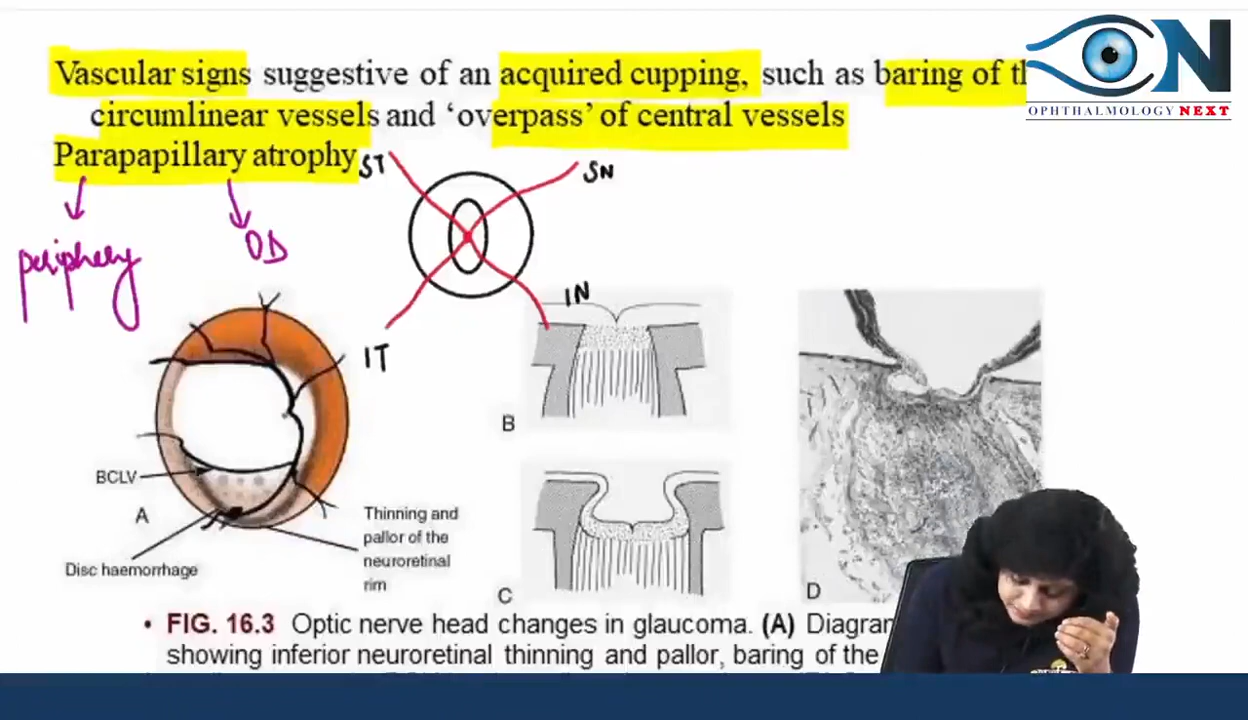 Vascular signs suggestive of an acquired cupping, such as baring of
circumlinear vessels and ‘overpass’ of central vessels
Parapapillary atrophy
ON
OPHTHALMOLOGY NEXT
ST
SN
periphery
OD
IN
IT
B
BCLV
A
Thinning and
pallor of the
neuroretinal
rim
Disc haemorrhage
C
D
• FIG. 16.3 Optic nerve head changes in glaucoma. (A)
showing inferior neuroretinal thinning and pallor, baring of the